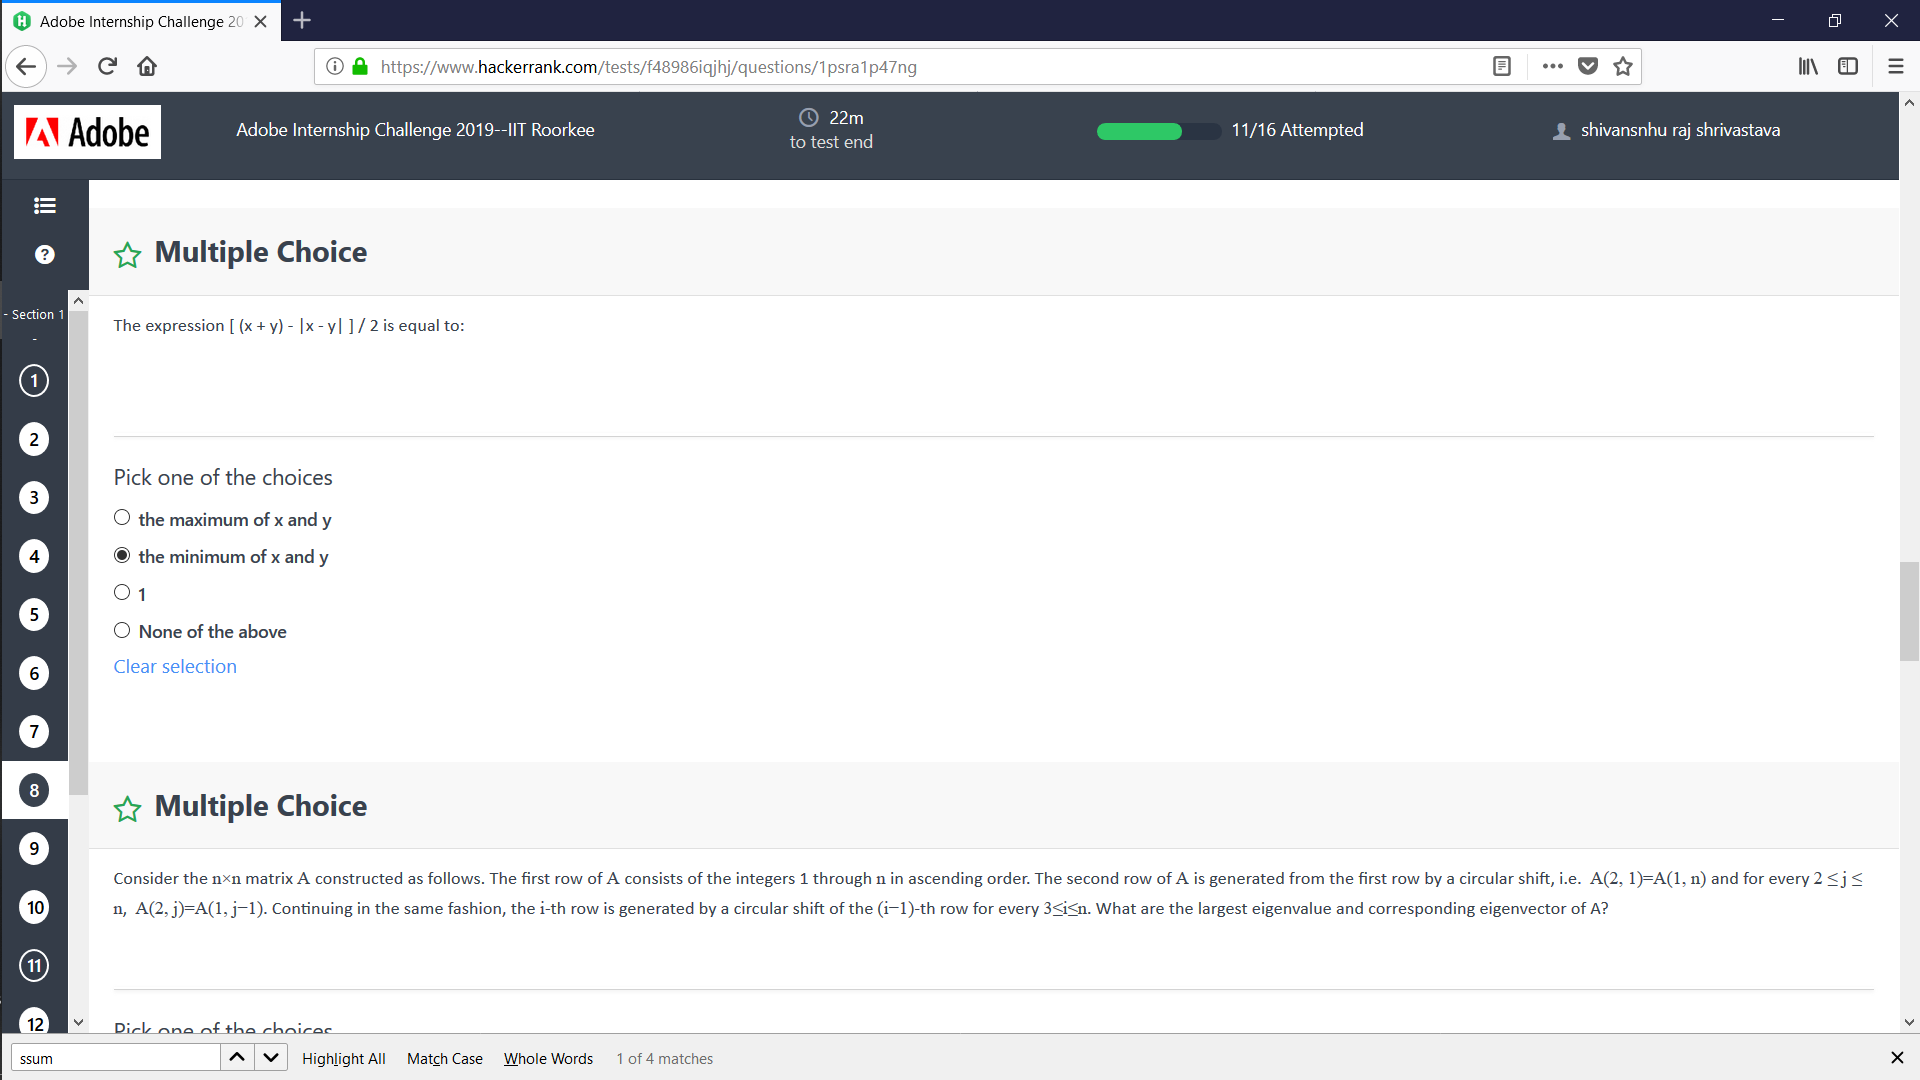 Adobe Internship Challenge 20
https://www.hackerrank.com/tests/f48986iqjhj/questions/1psra1p47ng
Adobe
Adobe Internship Challenge 2019--IIT Roorkee
22m
to test end
11/16 Attempted
shivansnhu raj shrivastava
- Section 1
-
1
2
3
4
5
6
7
8
9
10
11
12
Multiple Choice
The expression [ (x + y) - |x - y| ] / 2 is equal to:
Pick one of the choices
the maximum of x and y
the minimum of x and y
1
None of the above
Clear selection
Multiple Choice
Consider the n×n matrix A constructed as follows. The first row of A consists of the integers 1 through n in ascending order. The second row of A is generated from the first row by a circular shift, i.e. A(2, 1)=A(1, n) and for every 2 ≤ j ≤
n, A(2, j)=A(1, j−1). Continuing in the same fashion, the i-th row is generated by a circular shift of the (i−1)-th row for every 3≤i≤n. What are the largest eigenvalue and corresponding eigenvector of A?
Pick one of the choices
ssum
Highlight All
Match Case
Whole Words
1 of 4 matches